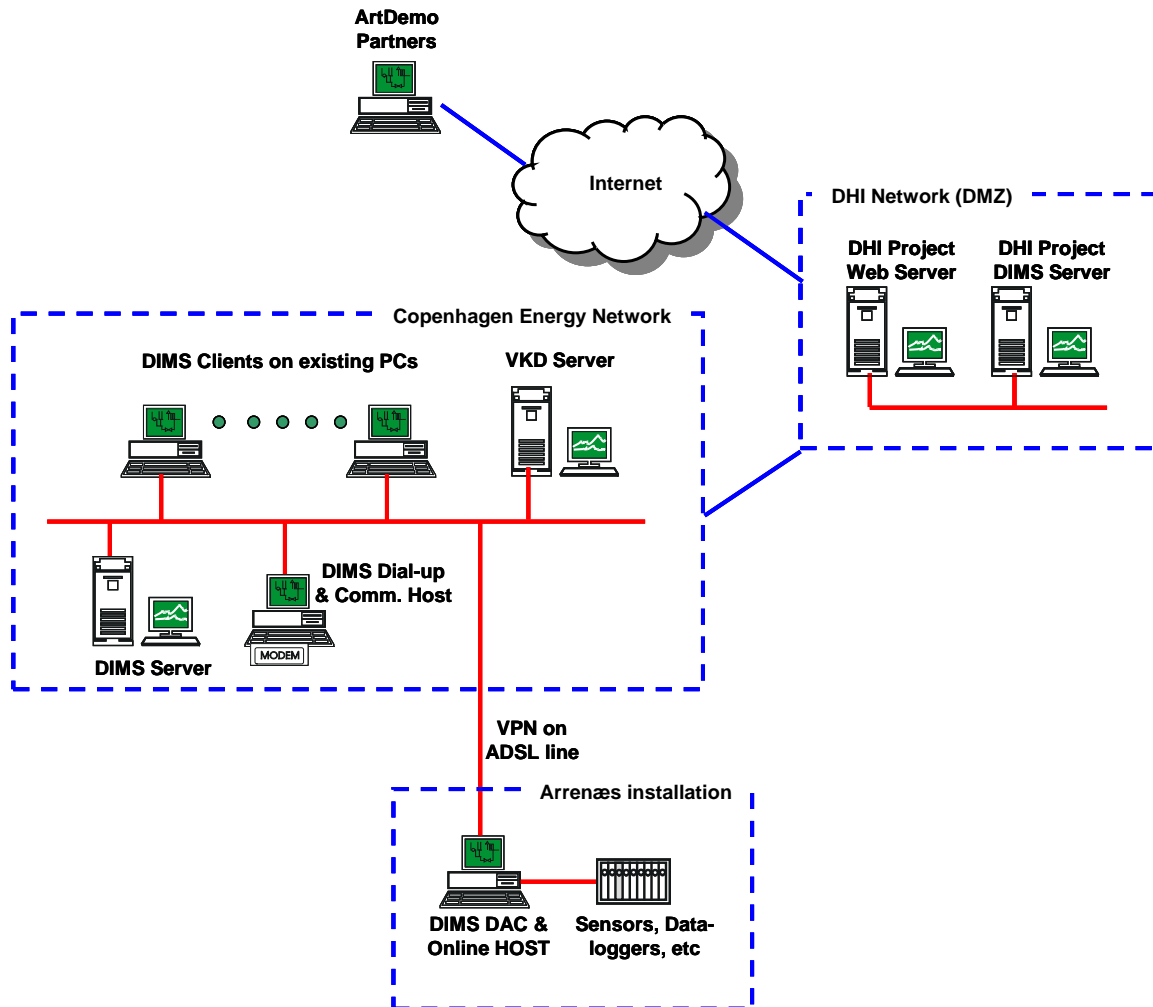 ArtDemo
Partners
Internet
DHI Network (DMZ)
DHI Project
Web Server
DHI Project
DIMS Server
Copenhagen Energy Network
DIMS Clients on existing PCs
VKD Server
DIMS Dial-up
& Comm. Host
MODEM
DIMS Server
VPN on
ADSL line
Arrenæs installation
DIMS DAC &
Online HOST
Sensors, Data-
loggers, etc